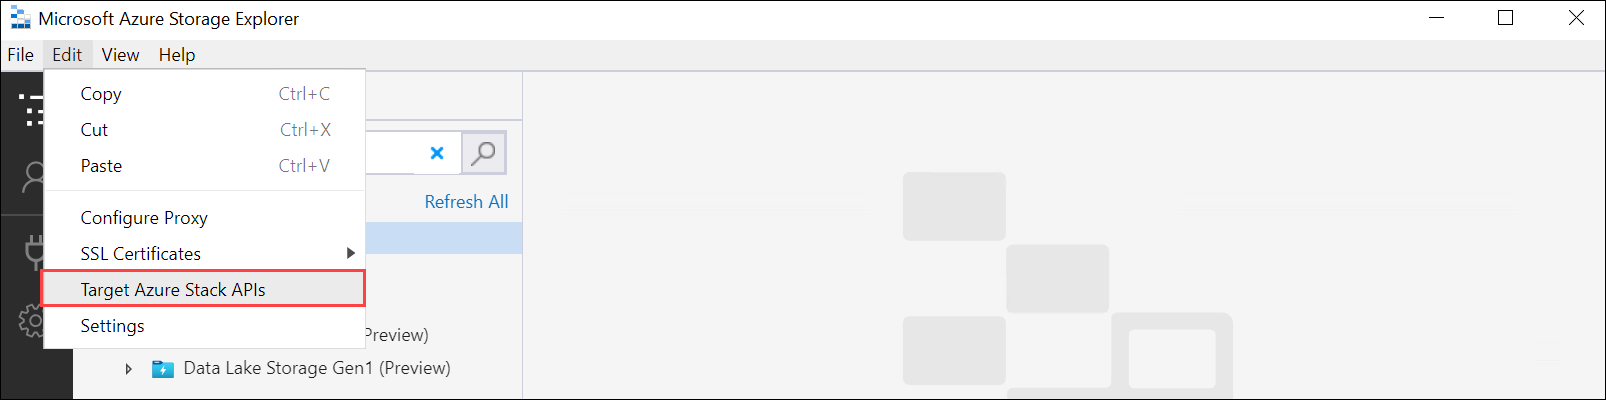 Microsoft Azure Storage Explorer
File Edit View Help
Copy Ctrl+C
Cut Ctrl+X
Paste Ctrl+V
Refresh All
Configure Proxy
SSL Certificates
Target Azure Stack APIs
Settings
Preview)
Data Lake Storage Gen1 (Preview)